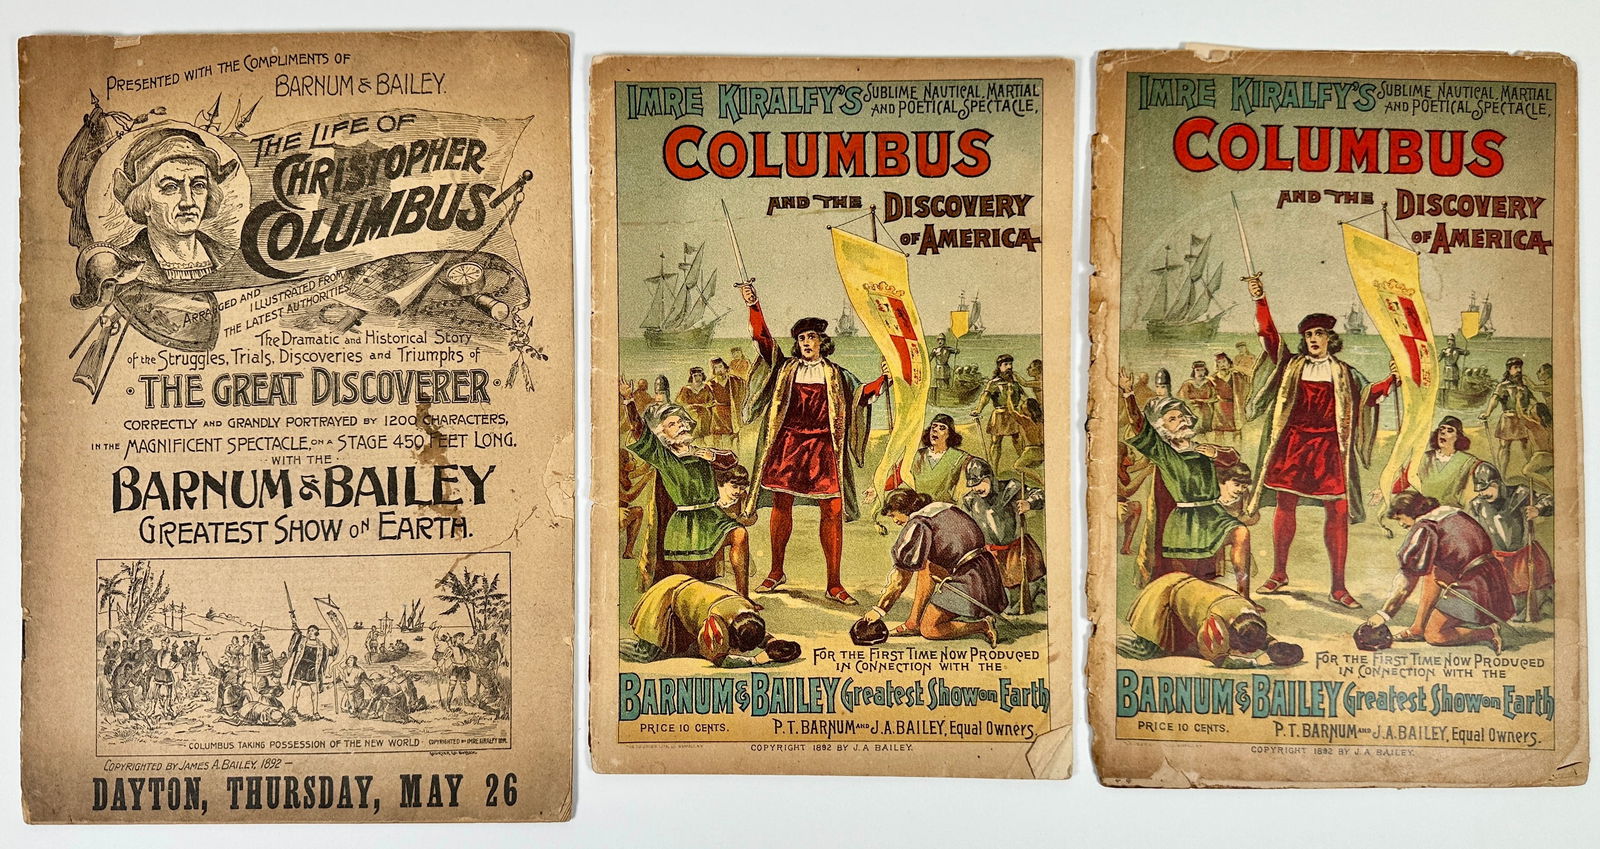 PRESENTED WITH THE COMPLIMENTS OF
BARNUM & BAILEY.
THE LIFE OF
CHRISTOPHER
COLUMBUS
ARRANGED AND
ILLUSTRATED FROM
THE LATEST AUTHORITIES
The Dramatic and Historical Story
of the Struggles, Trials, Discoveries and Triumphs of
· THE GREAT DISCOVERER ·
CORRECTLY AND GRANDLY PORTRAYED BY 1200 CHARACTERS,
IN THE MAGNIFICENT SPECTACLE, ON A STAGE 450 FEET LONG,
· WITH THE ·
BARNUM & BAILEY
GREATEST SHOW ON EARTH.
· COLUMBUS TAKING POSSESSION OF THE NEW WORLD · COPYRIGHTED BY IMRE KIRALFY
COPYRIGHTED BY JAMES A. BAILEY, 1892 —
DAYTON, THURSDAY, MAY 26
IMRE KIRALFY'S SUBLIME NAUTICAL, MARTIAL
AND POETICAL SPECTACLE,
COLUMBUS
AND THE DISCOVERY
OF AMERICA
FOR THE FIRST TIME NOW PRODUCED
IN CONNECTION WITH THE
BARNUM & BAILEY Greatest Show on Earth
PRICE 10 CENTS. P.T. BARNUM AND J.A. BAILEY, Equal Owners.
COPYRIGHT 1892 BY J. A. BAILEY.
IMRE KIRALFY'S SUBLIME NAUTICAL, MARTIAL
AND POETICAL SPECTACLE,
COLUMBUS
AND THE DISCOVERY
OF AMERICA
FOR THE FIRST TIME NOW PRODUCED
IN CONNECTION WITH THE
BARNUM & BAILEY Greatest Show on Earth
PRICE 10 CENTS. P.T. BARNUM AND J.A. BAILEY, Equal Owners.
COPYRIGHT 1892 BY J. A. BAILEY.